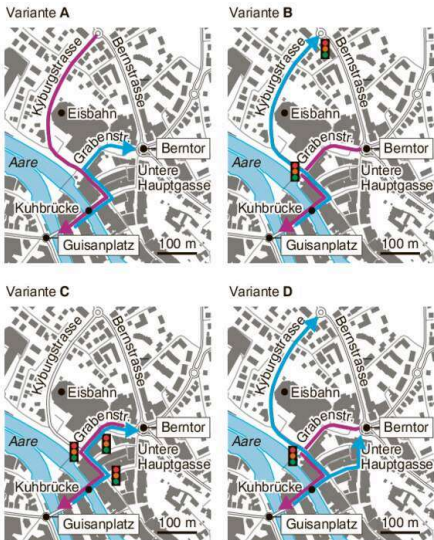 Variante A
Kyburgstrasse
Bernstrasse
Eisbahn
Grabenstr.
Berntor
Aare
Untere
Hauptgasse
Kuhbrücke
Guisanplatz
100 m
Variante B
Kyburgstrasse
Bernstrasse
Eisbahn
Grabenstr.
Berntor
Aare
Untere
Hauptgasse
Kuhbrücke
Guisanplatz
100 m
Variante C
Kyburgstrasse
Bernstrasse
Eisbahn
Grabenstr.
Berntor
Aare
Untere
Hauptgasse
Kuhbrücke
Guisanplatz
100 m
Variante D
Kyburgstrasse
Bernstrasse
Eisbahn
Grabenstr.
Berntor
Aare
Untere
Hauptgasse
Kuhbrücke
Guisanplatz
100 m